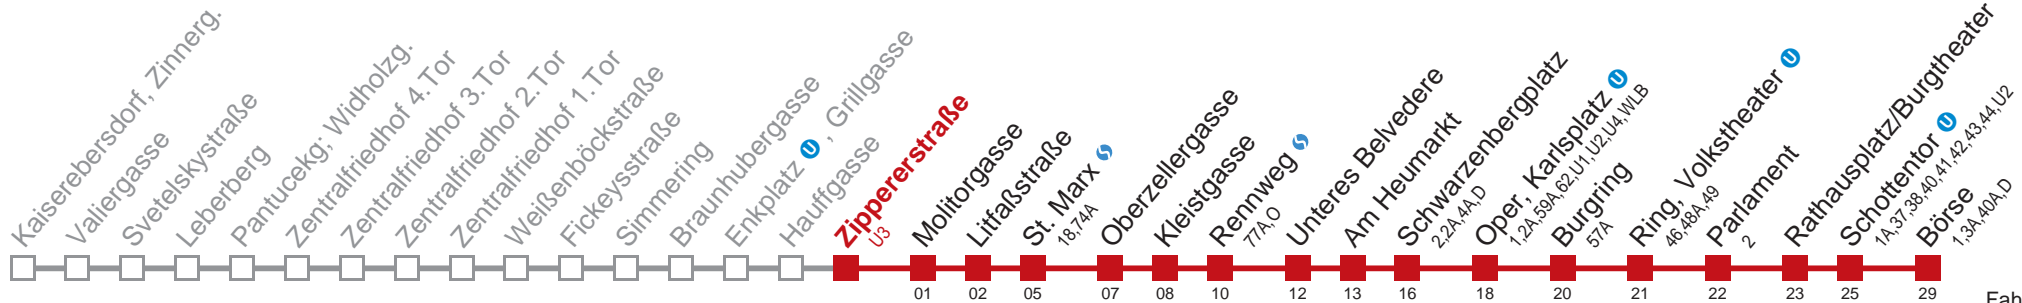 Kaiserebersdorf, Zinnerg.
Valiergasse
Svetelskystraße
Leberberg
Pantucekg; Widholzg.
Zentralfriedhof 4.Tor
Zentralfriedhof 3.Tor
Zentralfriedhof 2.Tor
Zentralfriedhof 1.Tor
Weißenböckstraße
Fickeysstraße
Simmering
Braunhubergasse
Enkplatz U , Grillgasse
Hauffgasse
Zippererstraße
U3
Molitorgasse
01
Litfaßstraße
02
St. Marx S
18,74A
05
Oberzellergasse
07
Kleistgasse
08
Rennweg S
77A,O
10
Unteres Belvedere
12
Am Heumarkt
13
Schwarzenbergplatz
2,2A,4A,D
16
Oper, Karlsplatz U
1,2A,59A,62,U1,U2,U4,WLB
18
Burgring
57A
20
Ring, Volkstheater U
46,48A,49
21
Parlament
2
22
Rathausplatz/Burgtheater
23
Schottentor U
1A,37,38,40,41,42,43,44,U2
25
Börse
1,3A,40A,D
29
Fah